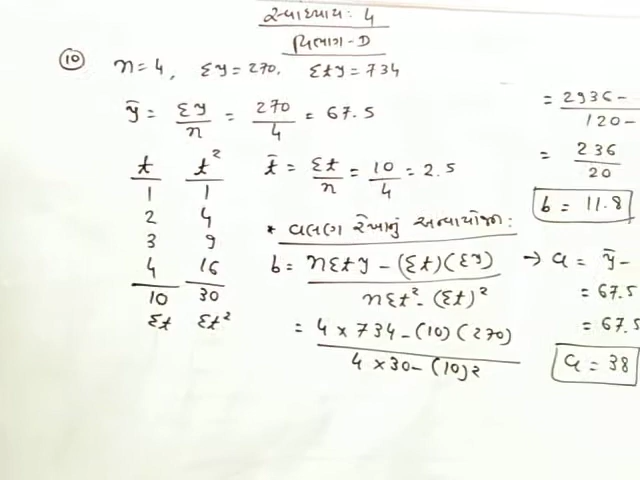 સ્વાધ્યાય: 4
વિભાગ-D
(10) n=4, Σy=270. Σty=734
ȳ = Σy/n = 270/4 = 67.5
t t²
1 1
2 4
3 9
4 16
10 30
Σt Σt²
t̄ = Σt/n = 10/4 = 2.5
* વલણ રેખાનું અન્વાયોજન:
b = nΣty - (Σt)(Σy) / nΣt² - (Σt)²
= 4 × 734 - (10)(270) / 4 × 30 - (10)2
= 2936 - / 120 -
= 236 / 20
b = 11.8
→ a = ȳ -
= 67.5
= 67.5
a = 38